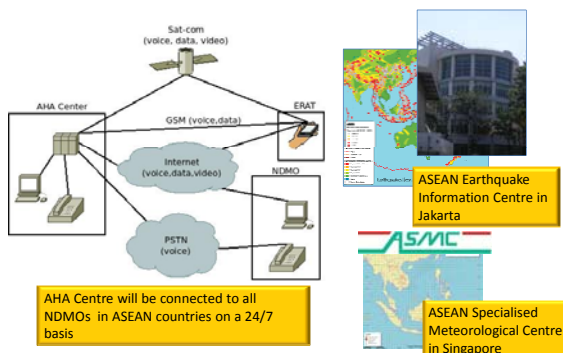 Sat-com
(voice, data, video)
AHA Center
ERAT
GSM (voice,data)
Internet
(voice,data,video)
NDMO
PSTN
(voice)
AHA Centre will be connected to all
NDMOs in ASEAN countries on a 24/7
basis
ASEAN Earthquake
Information Centre in
Jakarta
ASMC
ASEAN Specialised
Meteorological Centre
in Singapore